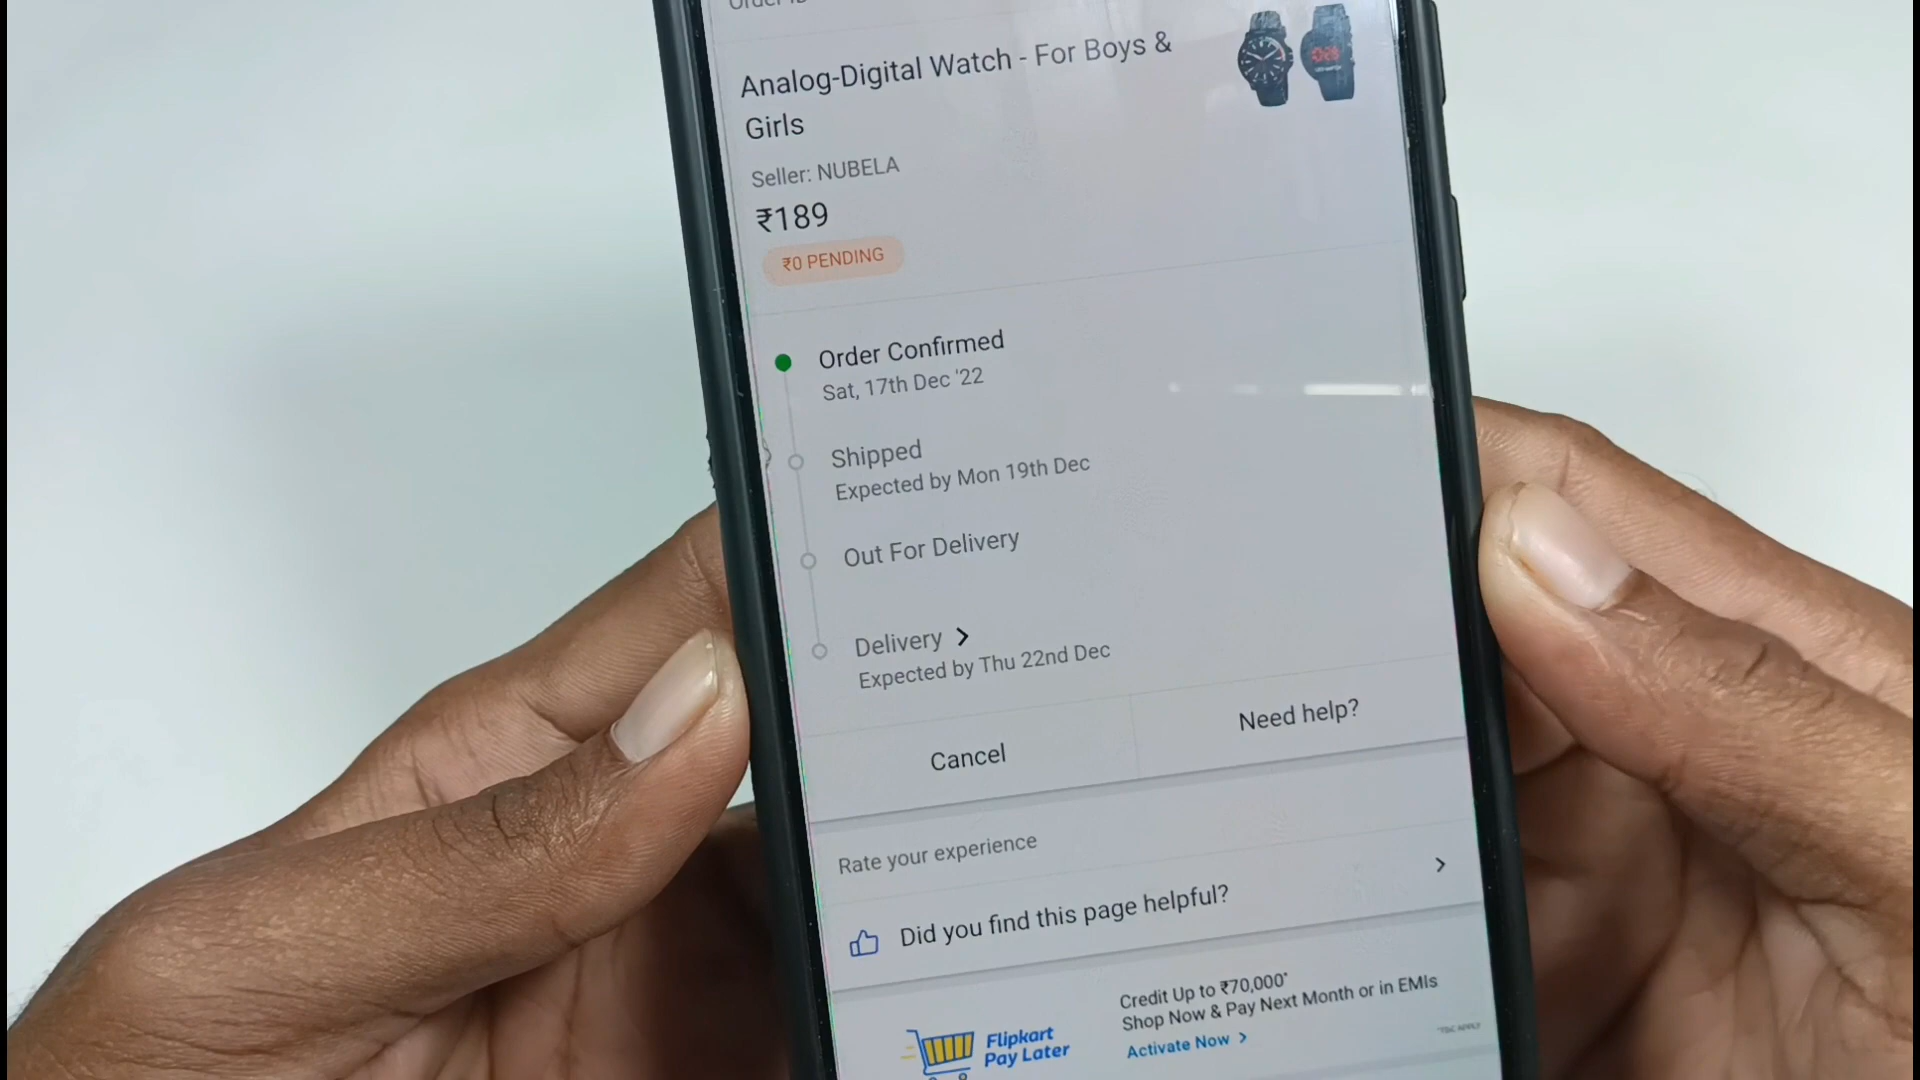 Order ID
Analog-Digital Watch - For Boys &
Girls
Seller: NUBELA
₹189
₹0 PENDING
Order Confirmed
Sat, 17th Dec '22
Shipped
Expected by Mon 19th Dec
Out For Delivery
Delivery
Expected by Thu 22nd Dec
Cancel
Need help?
Rate your experience
Did you find this page helpful?
Flipkart
Pay Later
Credit Up to ₹70,000*
Shop Now & Pay Next Month or in EMIs
Activate Now
*T&C APPLY